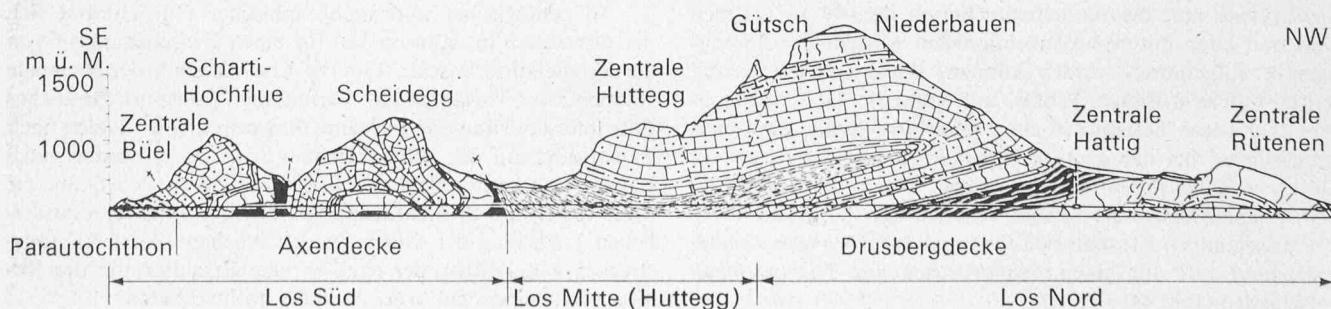 SE
m ü. M.
1500
1000
Zentrale
Büel
Scharti-
Hochflue
Scheidegg
Zentrale
Huttegg
Gütsch
Niederbauen
NW
Zentrale
Hattig
Zentrale
Rütenen
Parautochthon
Axendecke
Drusbergdecke
Los Süd
Los Mitte (Huttegg)
Los Nord